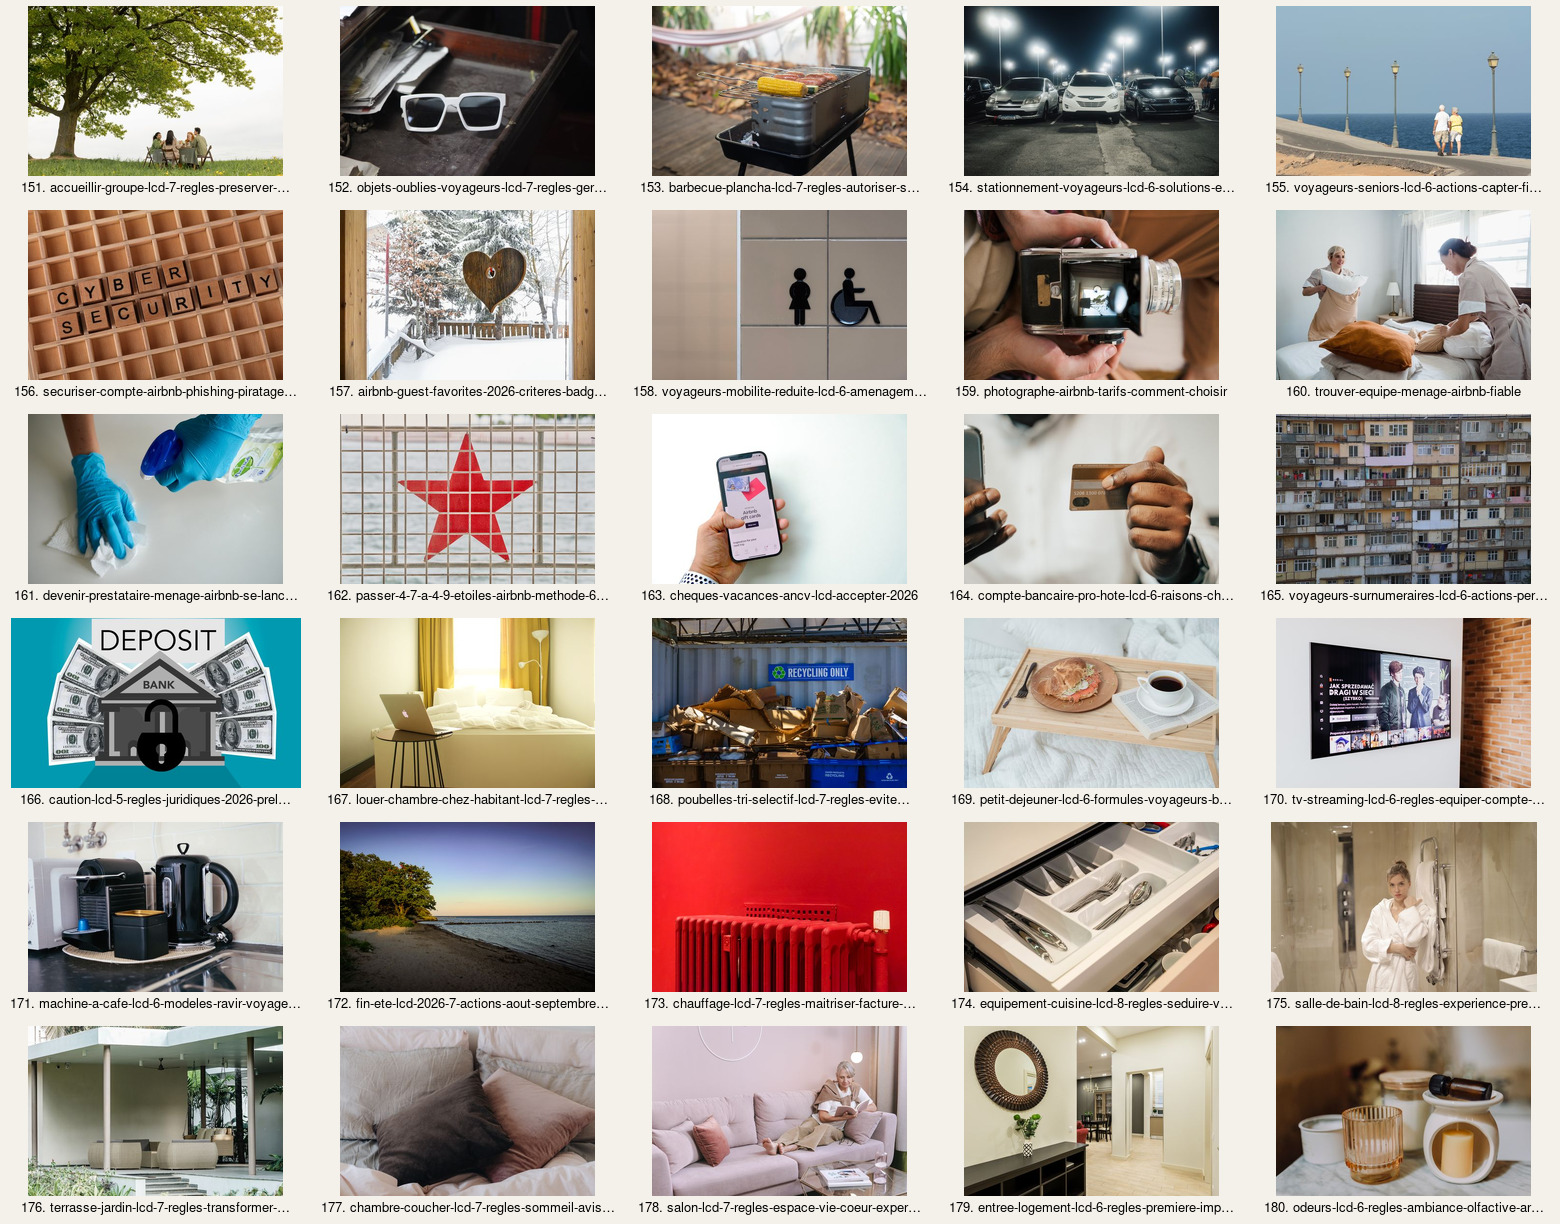 151. accueillir-groupe-lcd-7-regles-preserver-...
152. objets-oublies-voyageurs-lcd-7-regles-ger...
153. barbecue-plancha-lcd-7-regles-autoriser-s...
154. stationnement-voyageurs-lcd-6-solutions-e...
155. voyageurs-seniors-lcd-6-actions-capter-fi...
CYBER
SECURITY
156. securiser-compte-airbnb-phishing-piratage...
157. airbnb-guest-favorites-2026-criteres-badg...
158. voyageurs-mobilite-reduite-lcd-6-amenagem...
159. photographe-airbnb-tarifs-comment-choisir
160. trouver-equipe-menage-airbnb-fiable
Airbnb
gift cards
161. devenir-prestataire-menage-airbnb-se-lanc...
162. passer-4-7-a-4-9-etoiles-airbnb-methode-6...
163. cheques-vacances-ancv-lcd-accepter-2026
164. compte-bancaire-pro-hote-lcd-6-raisons-ch...
165. voyageurs-surnumeraires-lcd-6-actions-per...
DEPOSIT
BANK
100
100
RECYCLING ONLY
JAK SPRZEDAWAĆ
DRAGI W SIECI
(SZYBKO)
166. caution-lcd-5-regles-juridiques-2026-prel...
167. louer-chambre-chez-habitant-lcd-7-regles-...
168. poubelles-tri-selectif-lcd-7-regles-evite...
169. petit-dejeuner-lcd-6-formules-voyageurs-b...
170. tv-streaming-lcd-6-regles-equiper-compte-...
171. machine-a-cafe-lcd-6-modeles-ravir-voyage...
172. fin-ete-lcd-2026-7-actions-aout-septembre...
173. chauffage-lcd-7-regles-maitriser-facture-...
174. equipement-cuisine-lcd-8-regles-seduire-v...
175. salle-de-bain-lcd-8-regles-experience-pre...
176. terrasse-jardin-lcd-7-regles-transformer-...
177. chambre-coucher-lcd-7-regles-sommeil-avis...
178. salon-lcd-7-regles-espace-vie-coeur-exper...
179. entree-logement-lcd-6-regles-premiere-imp...
180. odeurs-lcd-6-regles-ambiance-olfactive-ar...